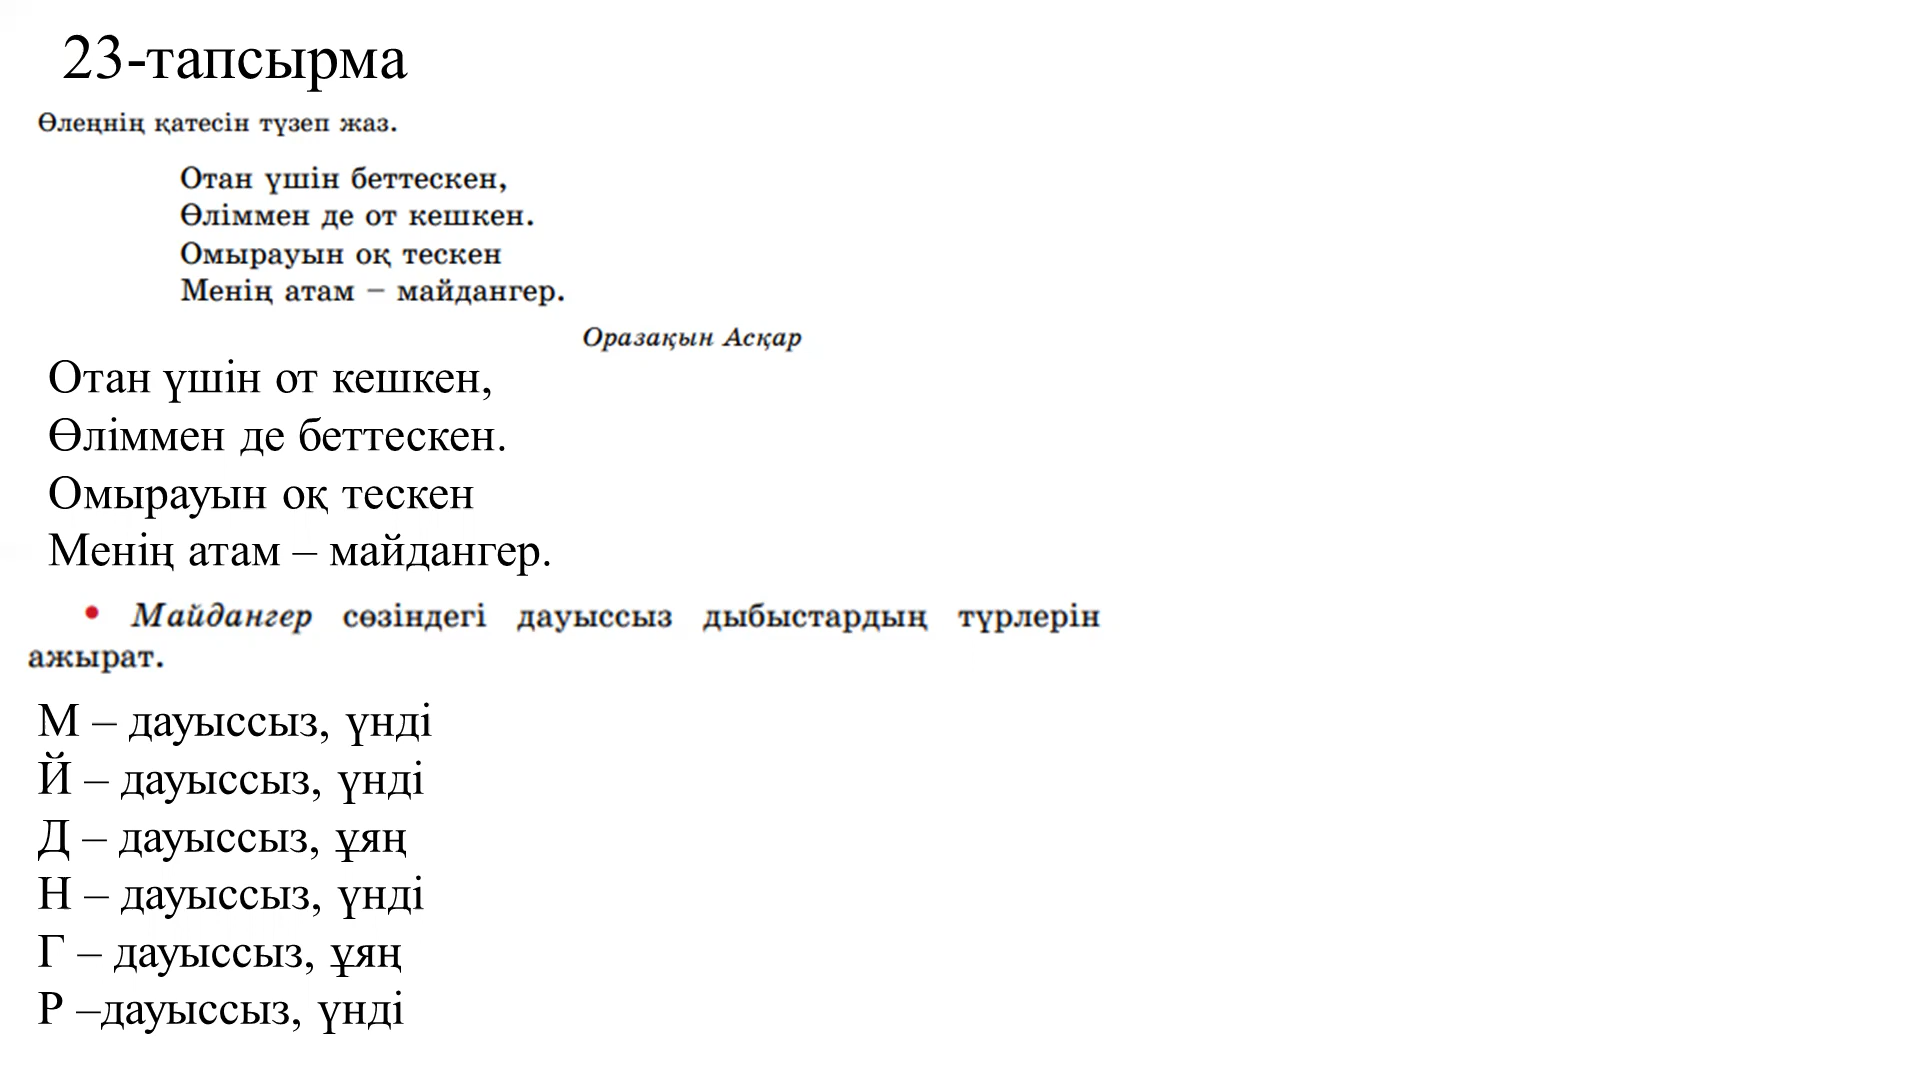 23-тапсырма
Өлеңнің қатесін түзеп жаз.
Отан үшін беттескен,
Өліммен де от кешкен.
Омырауын оқ тескен
Менің атам – майдангер.
Оразақын Асқар
Отан үшін от кешкен,
Өліммен де беттескен.
Омырауын оқ тескен
Менің атам – майдангер.
• Майдангер сөзіндегі дауыссыз дыбыстардың түрлерін
ажырат.
М – дауыссыз, үнді
Й – дауыссыз, үнді
Д – дауыссыз, ұяң
Н – дауыссыз, үнді
Г – дауыссыз, ұяң
Р –дауыссыз, үнді